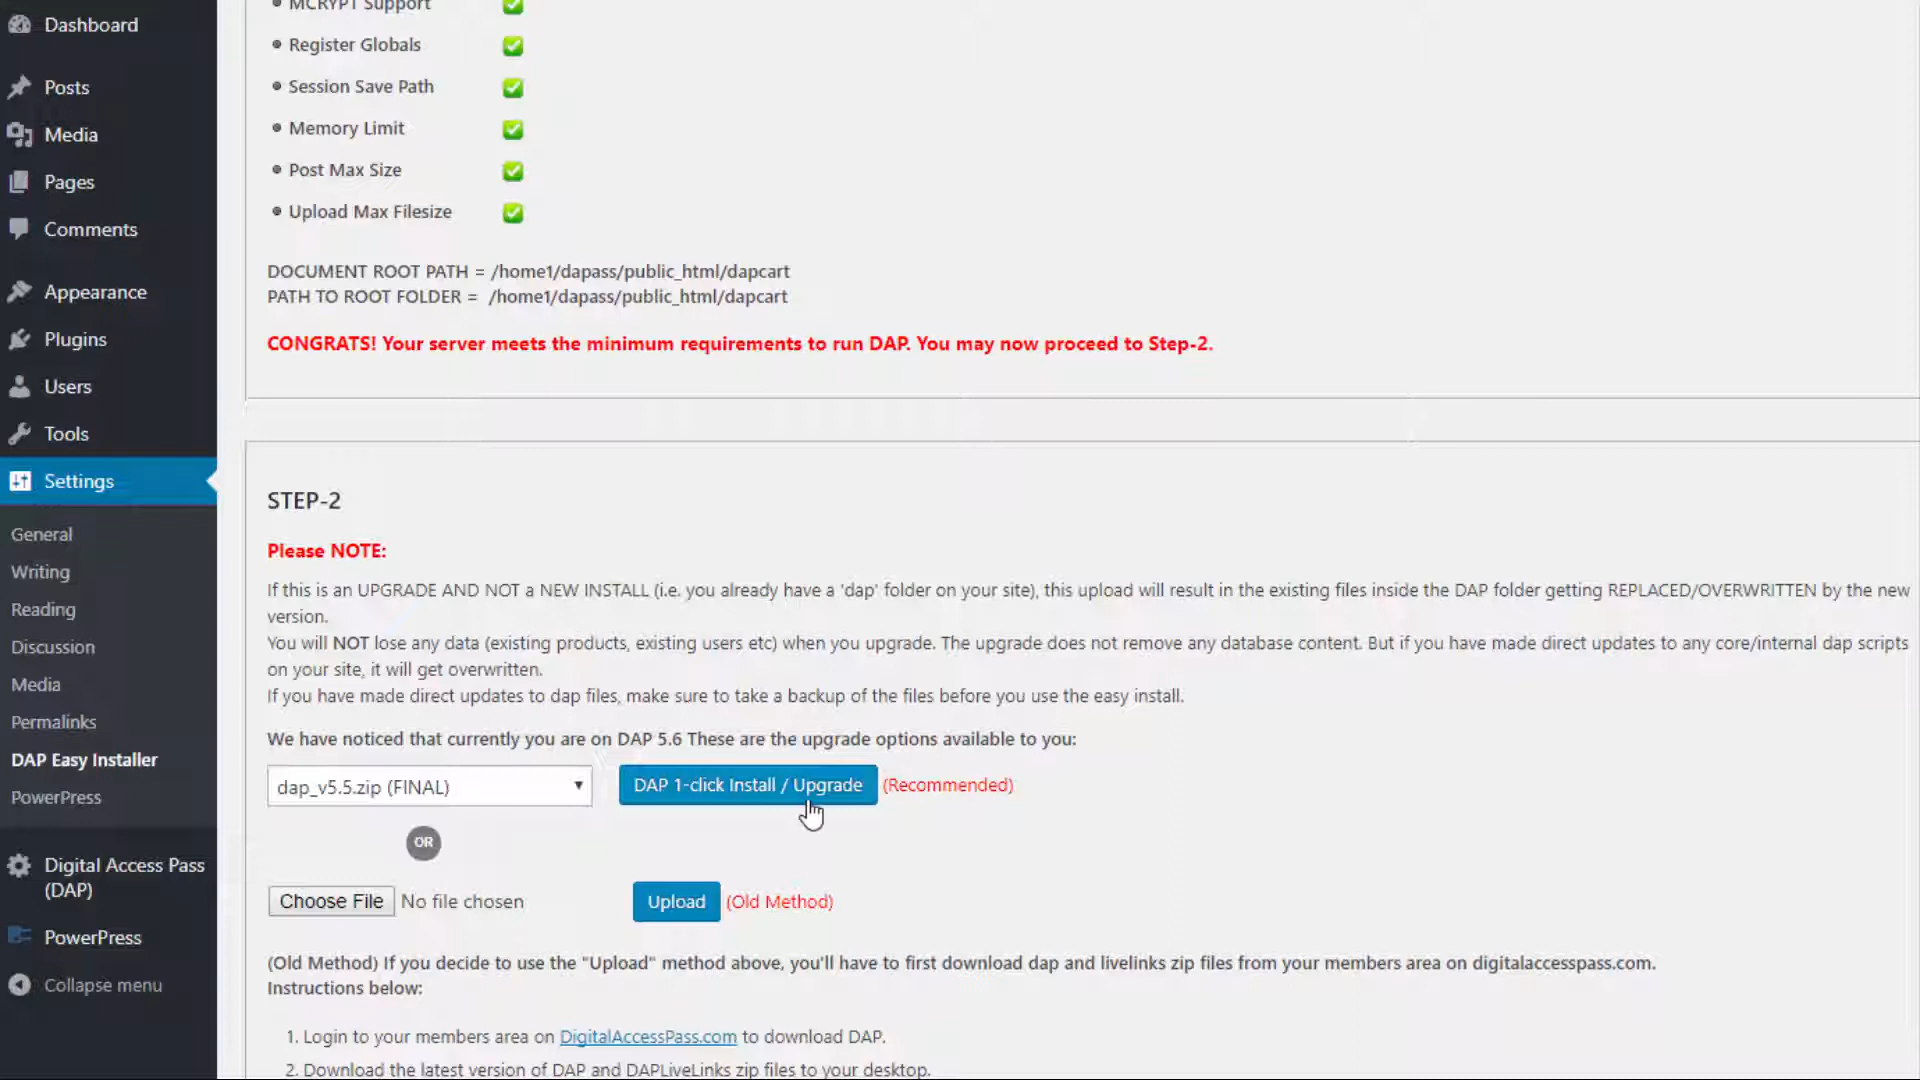 Dashboard
Posts
Media
Pages
Comments
Appearance
Plugins
Users
Tools
Settings
General
Writing
Reading
Discussion
Media
Permalinks
DAP Easy Installer
PowerPress
Digital Access Pass
(DAP)
PowerPress
Collapse menu
MCRYPT Support
Register Globals
Session Save Path
Memory Limit
Post Max Size
Upload Max Filesize
DOCUMENT ROOT PATH = /home1/dapass/public_html/dapcart
PATH TO ROOT FOLDER = /home1/dapass/public_html/dapcart
CONGRATS! Your server meets the minimum requirements to run DAP. You may now proceed to Step-2.
STEP-2
Please NOTE:
If this is an UPGRADE AND NOT a NEW INSTALL (i.e. you already have a 'dap' folder on your site), this upload will result in the existing files inside the DAP folder getting REPLACED/OVERWRITTEN by the new
version.
You will NOT lose any data (existing products, existing users etc) when you upgrade. The upgrade does not remove any database content. But if you have made direct updates to any core/internal dap scripts
on your site, it will get overwritten.
If you have made direct updates to dap files, make sure to take a backup of the files before you use the easy install.
We have noticed that currently you are on DAP 5.6 These are the upgrade options available to you:
dap_v5.5.zip (FINAL)
DAP 1-click Install / Upgrade (Recommended)
OR
Choose File No file chosen
Upload (Old Method)
(Old Method) If you decide to use the "Upload" method above, you'll have to first download dap and livelinks zip files from your members area on digitalaccesspass.com.
Instructions below:
1. Login to your members area on DigitalAccessPass.com to download DAP.
2. Download the latest version of DAP and DAPLiveLinks zip files to your desktop.